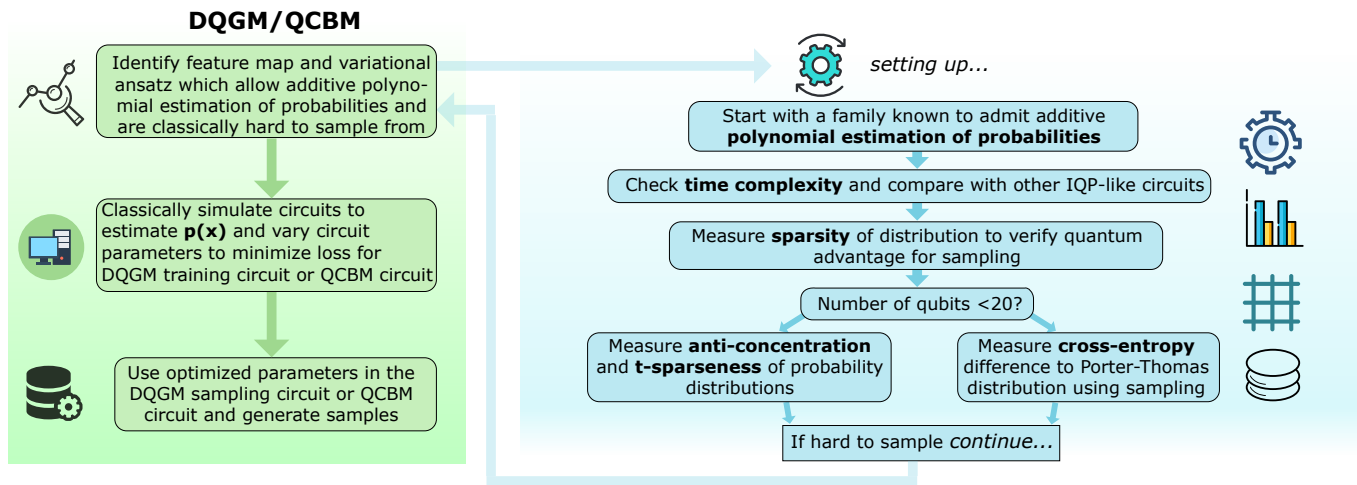 DQGM/QCBM
Identify feature map and variational
ansatz which allow additive polyno-
mial estimation of probabilities and
are classically hard to sample from
Classically simulate circuits to
estimate p(x) and vary circuit
parameters to minimize loss for
DQGM training circuit or QCBM circuit
Use optimized parameters in the
DQGM sampling circuit or QCBM
circuit and generate samples
setting up...
Start with a family known to admit additive
polynomial estimation of probabilities
Check time complexity and compare with other IQP-like circuits
Measure sparsity of distribution to verify quantum
advantage for sampling
Number of qubits <20?
Measure anti-concentration
and t-sparseness of probability
distributions
Measure cross-entropy
difference to Porter-Thomas
distribution using sampling
If hard to sample continue...